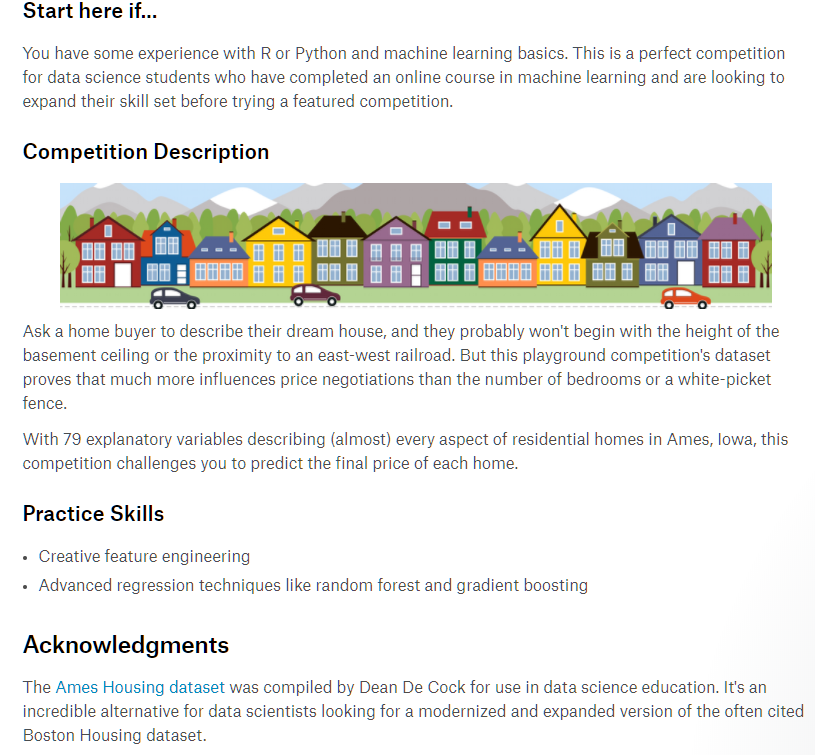 Start here if...
You have some experience with R or Python and machine learning basics. This is a perfect competition
for data science students who have completed an online course in machine learning and are looking to
expand their skill set before trying a featured competition.
Competition Description
Ask a home buyer to describe their dream house, and they probably won't begin with the height of the
basement ceiling or the proximity to an east-west railroad. But this playground competition's dataset
proves that much more influences price negotiations than the number of bedrooms or a white-picket
fence.
With 79 explanatory variables describing (almost) every aspect of residential homes in Ames, Iowa, this
competition challenges you to predict the final price of each home.
Practice Skills
• Creative feature engineering
• Advanced regression techniques like random forest and gradient boosting
Acknowledgments
The Ames Housing dataset was compiled by Dean De Cock for use in data science education. It's an
incredible alternative for data scientists looking for a modernized and expanded version of the often cited
Boston Housing dataset.